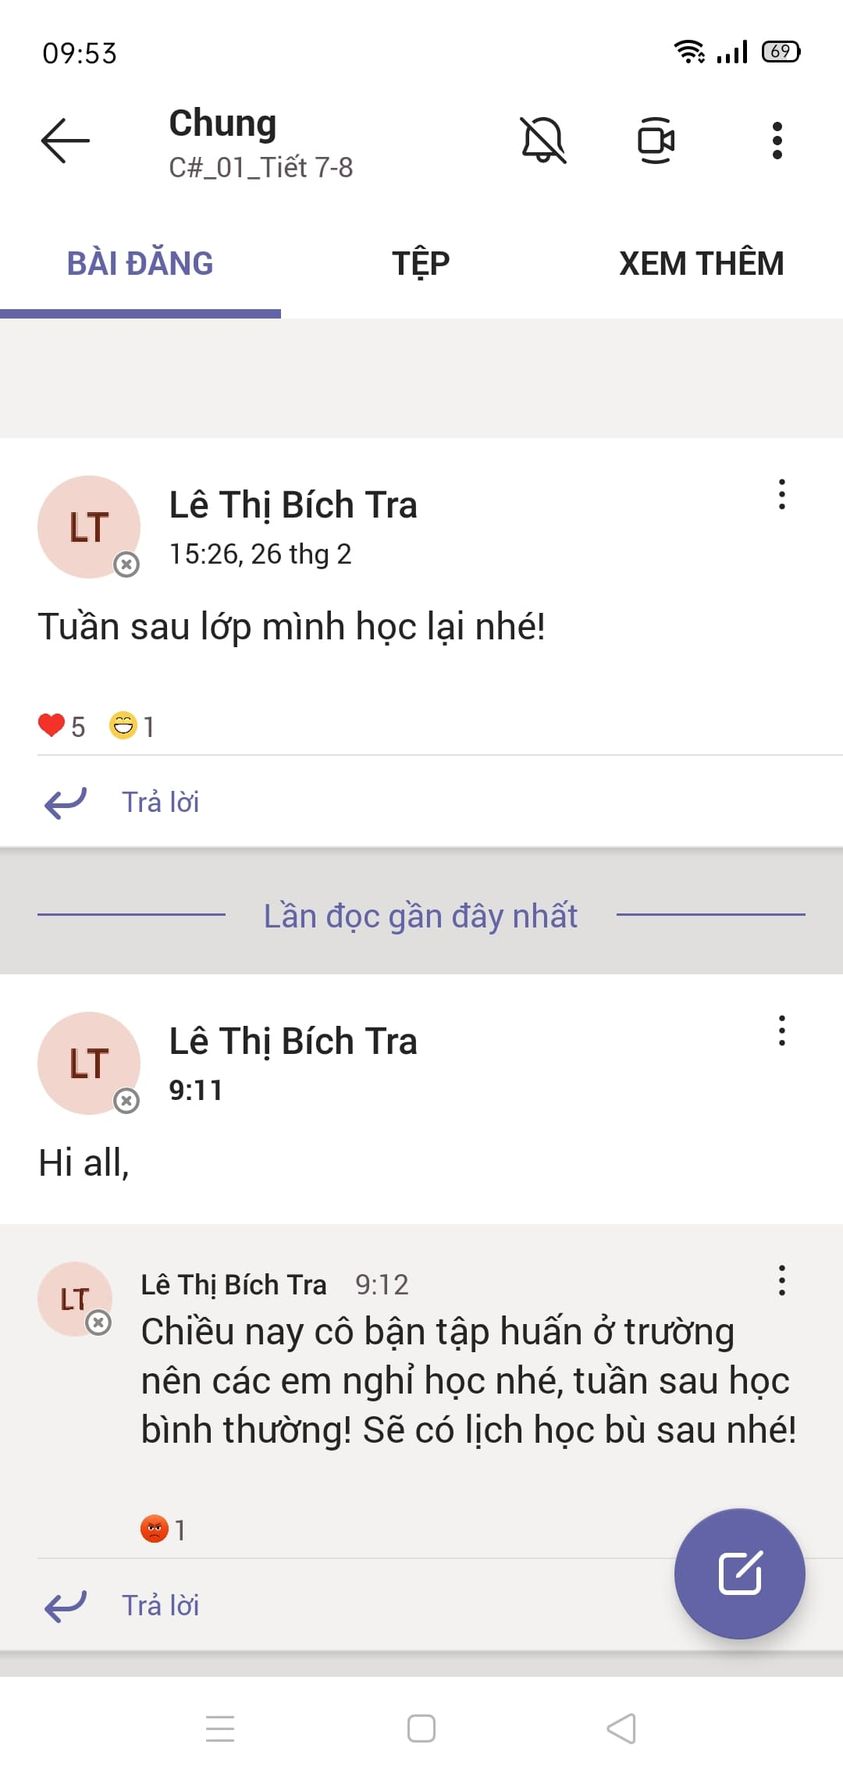 09:53
69
Chung
C#_01_Tiết 7-8
BÀI ĐĂNG
TỆP
XEM THÊM
LT
Lê Thị Bích Tra
15:26, 26 thg 2
Tuần sau lớp mình học lại nhé!
5
1
Trả lời
Lần đọc gần đây nhất
LT
Lê Thị Bích Tra
9:11
Hi all,
LT
Lê Thị Bích Tra 9:12
Chiều nay cô bận tập huấn ở trường
nên các em nghỉ học nhé, tuần sau học
bình thường! Sẽ có lịch học bù sau nhé!
1
Trả lời